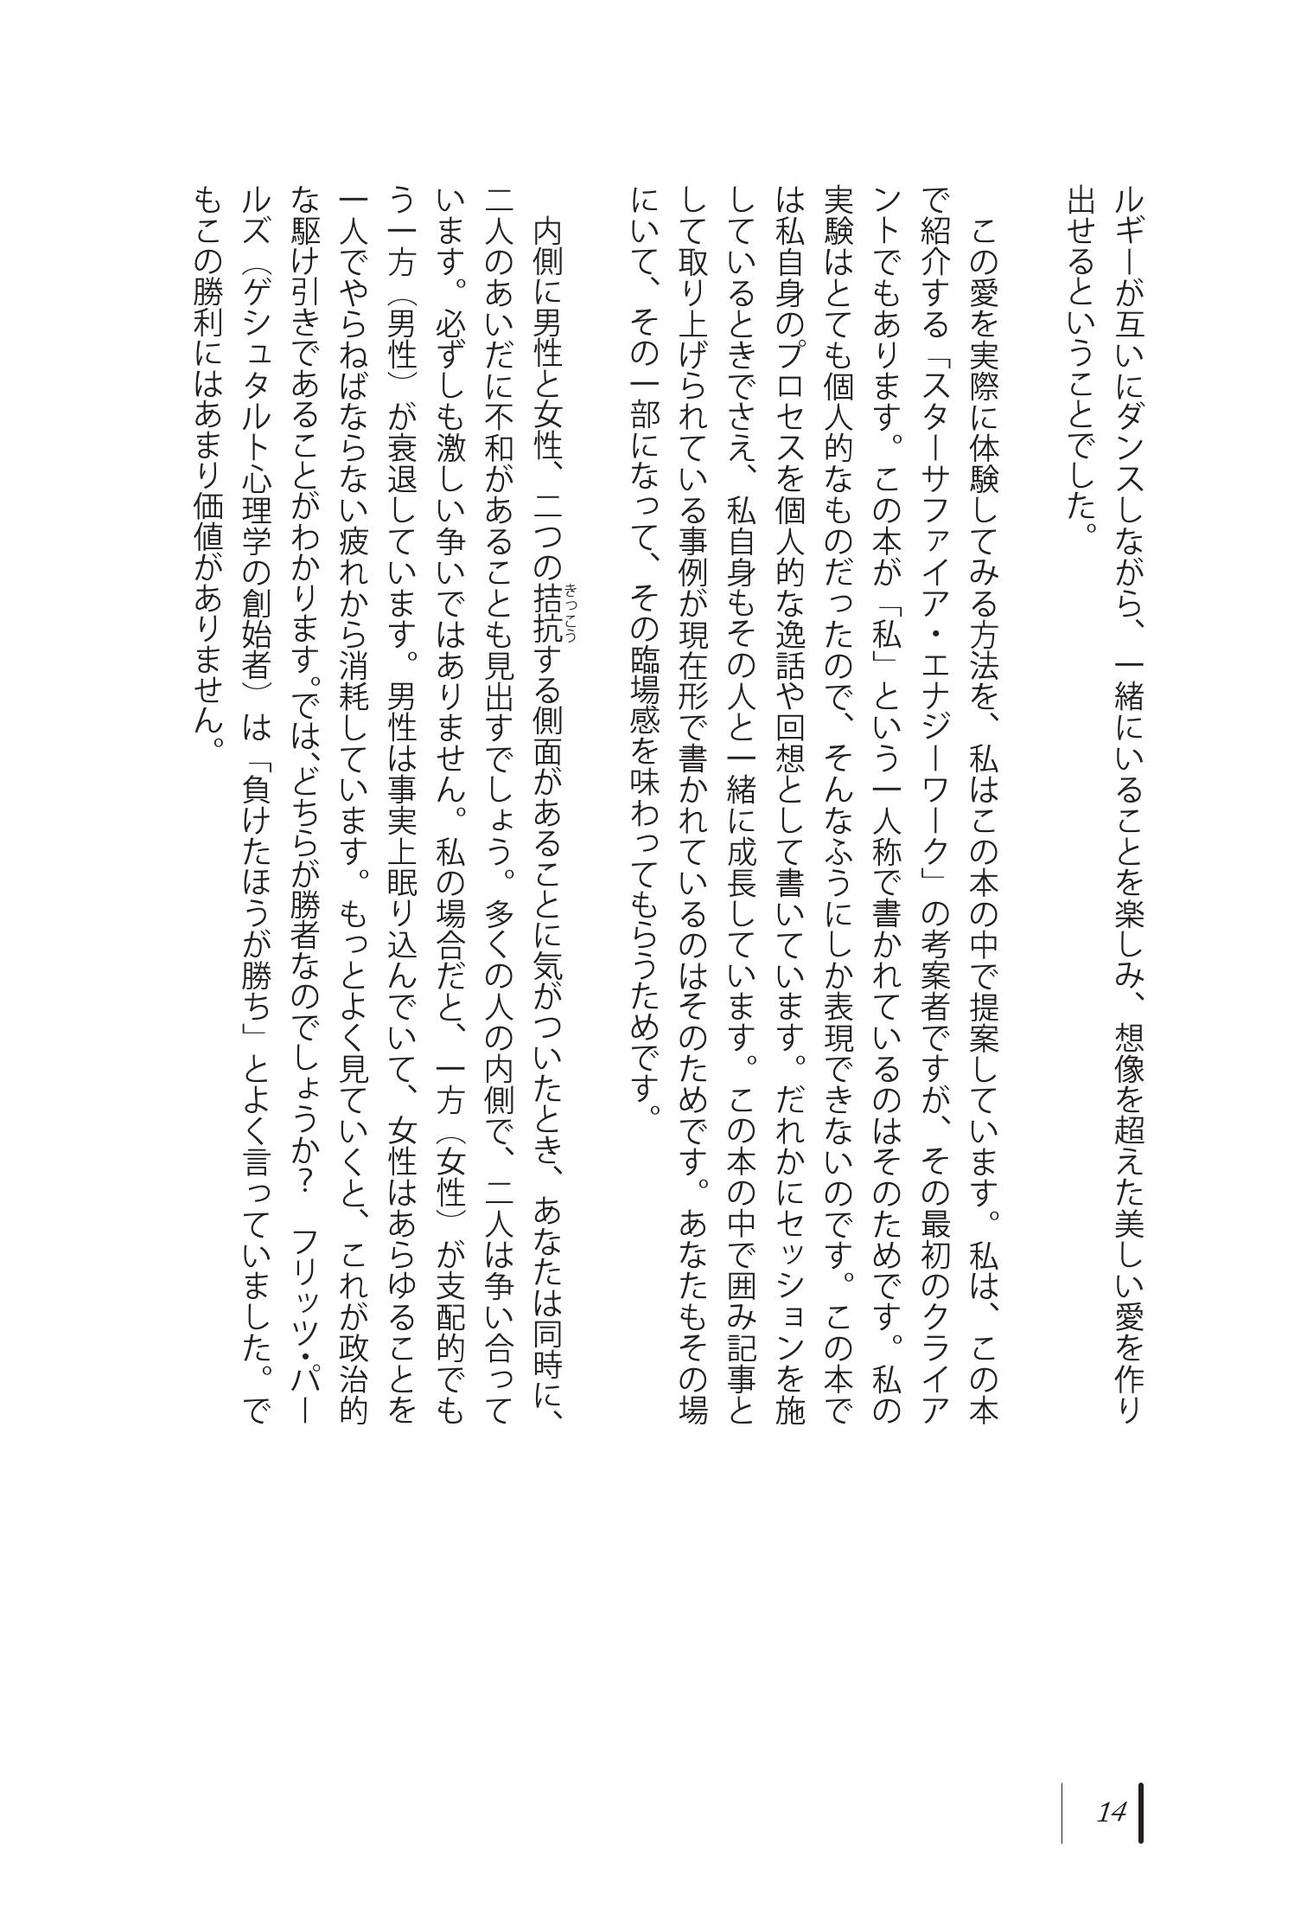 ルギーが互いにダンスしながら、一緒にいることを楽しみ、想像を超えた美しい愛を作り
出せるということでした。
この愛を実際に体験してみる方法を、私はこの本の中で提案しています。私は、この本
で紹介する「スターサファイア・エナジーワーク」の考案者ですが、その最初のクライア
ントでもあります。この本が「私」という一人称で書かれているのはそのためです。私の
実験はとても個人的なものだったので、そんなふうにしか表現できないのです。この本で
は私自身のプロセスを個人的な逸話や回想として書いています。だれかにセッションを施
しているときでさえ、私自身もその人と一緒に成長しています。この本の中で囲み記事と
して取り上げられている事例が現在形で書かれているのはそのためです。あなたもその場
にいて、その一部になって、その臨場感を味わってもらうためです。
内側に男性と女性、二つの拮抗する側面があることに気がついたとき、あなたは同時に、
きっこう
二人のあいだに不和があることも見出すでしょう。多くの人の内側で、二人は争い合って
います。必ずしも激しい争いではありません。私の場合だと、一方（女性）が支配的でも
う一方（男性）が衰退しています。男性は事実上眠り込んでいて、女性はあらゆることを
一人でやらねばならない疲れから消耗しています。もっとよく見ていくと、これが政治的
な駆け引きであることがわかります。では、どちらが勝者なのでしょうか？　フリッツ・パー
ルズ（ゲシュタルト心理学の創始者）は「負けたほうが勝ち」とよく言っていました。で
もこの勝利にはあまり価値がありません。
14